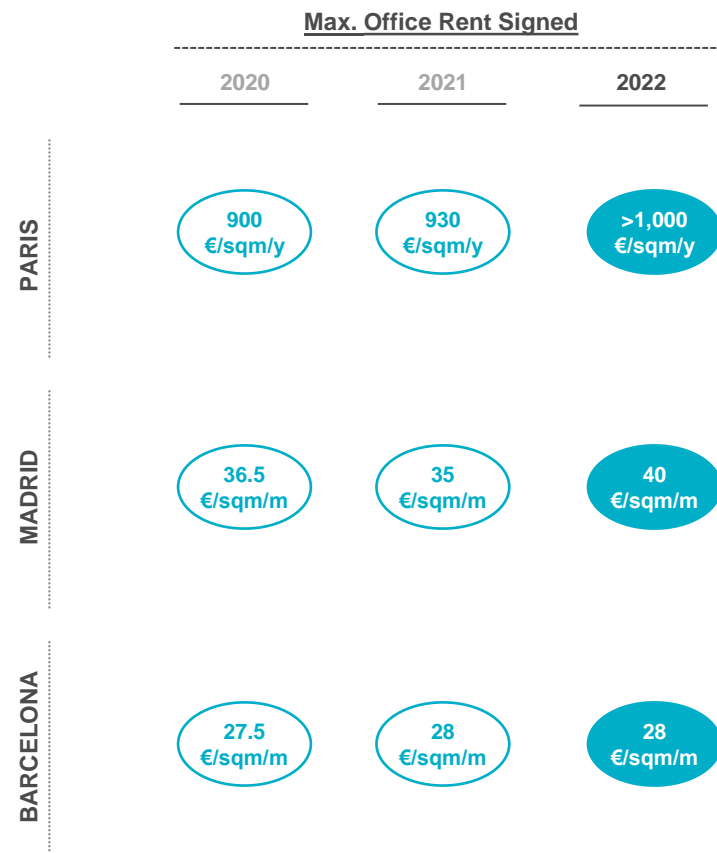 Max. Office Rent Signed
2020 2021 2022
PARIS
900 930 >1,000
€/sqm/y €/sqm/y €/sqm/y
MADRID
36.5 35 40
€/sqm/m €/sqm/m €/sqm/m
BARCELONA
27.5 28 28
€/sqm/m €/sqm/m €/sqm/m